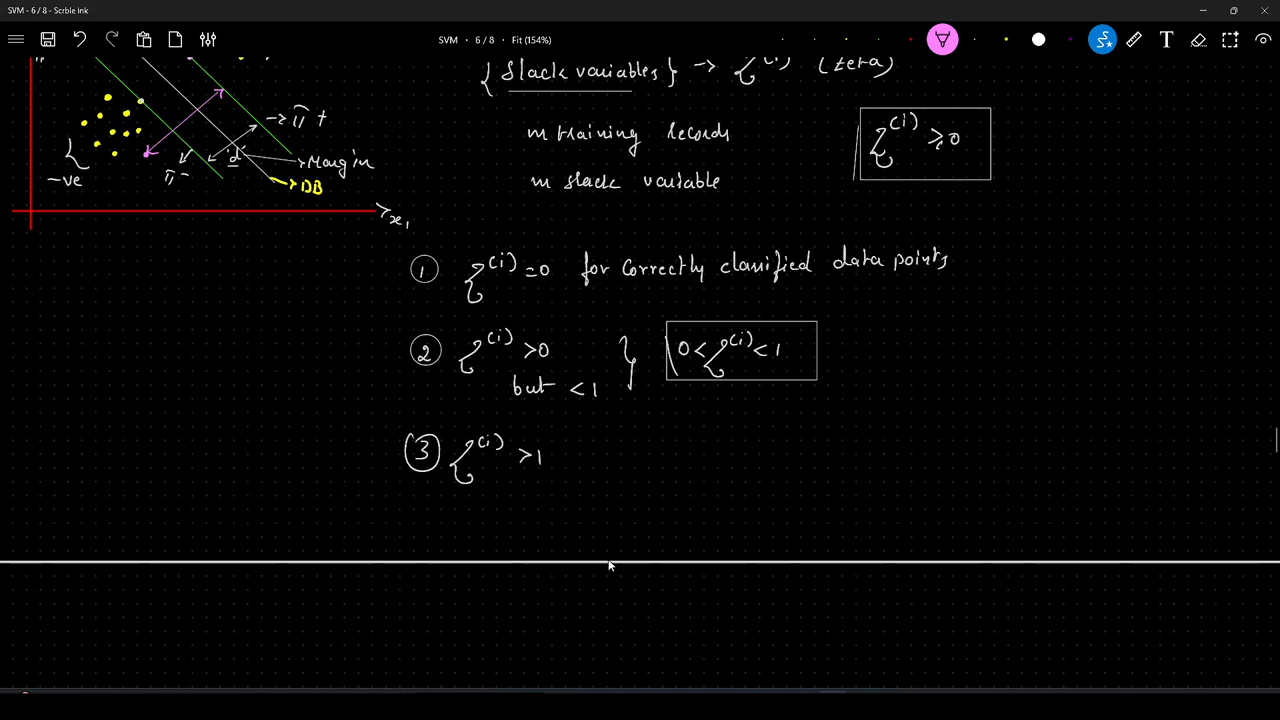 SVM - 6 / 8 - Scrble Ink
SVM • 6 / 8 • Fit (154%)
{ Slack variables } → ζ⁽ⁱ⁾ (zeta)
m training records
m slack variable
ζ⁽ⁱ⁾ ≥ 0
→ π +
'd'
→ Margin
π -
-ve
→ DB
x₁
① ζ⁽ⁱ⁾ = 0 for correctly classified data points
② ζ⁽ⁱ⁾ > 0
but < 1
} 0 < ζ⁽ⁱ⁾ < 1
③ ζ⁽ⁱ⁾ > 1